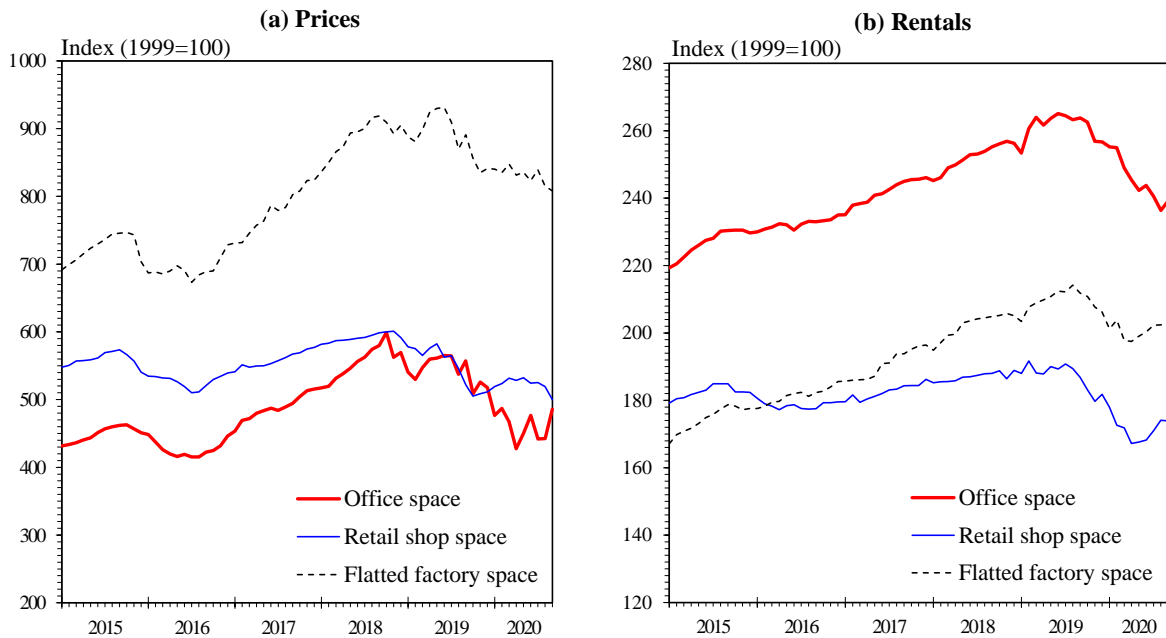 (a) Prices
Index (1999=100)
1 000
900
800
700
600
500
400
300
200
Office space
Retail shop space
Flatted factory space
2015 2016 2017 2018 2019 2020
(b) Rentals
Index (1999=100)
280
260
240
220
200
180
160
140
120
Office space
Retail shop space
Flatted factory space
2015 2016 2017 2018 2019 2020